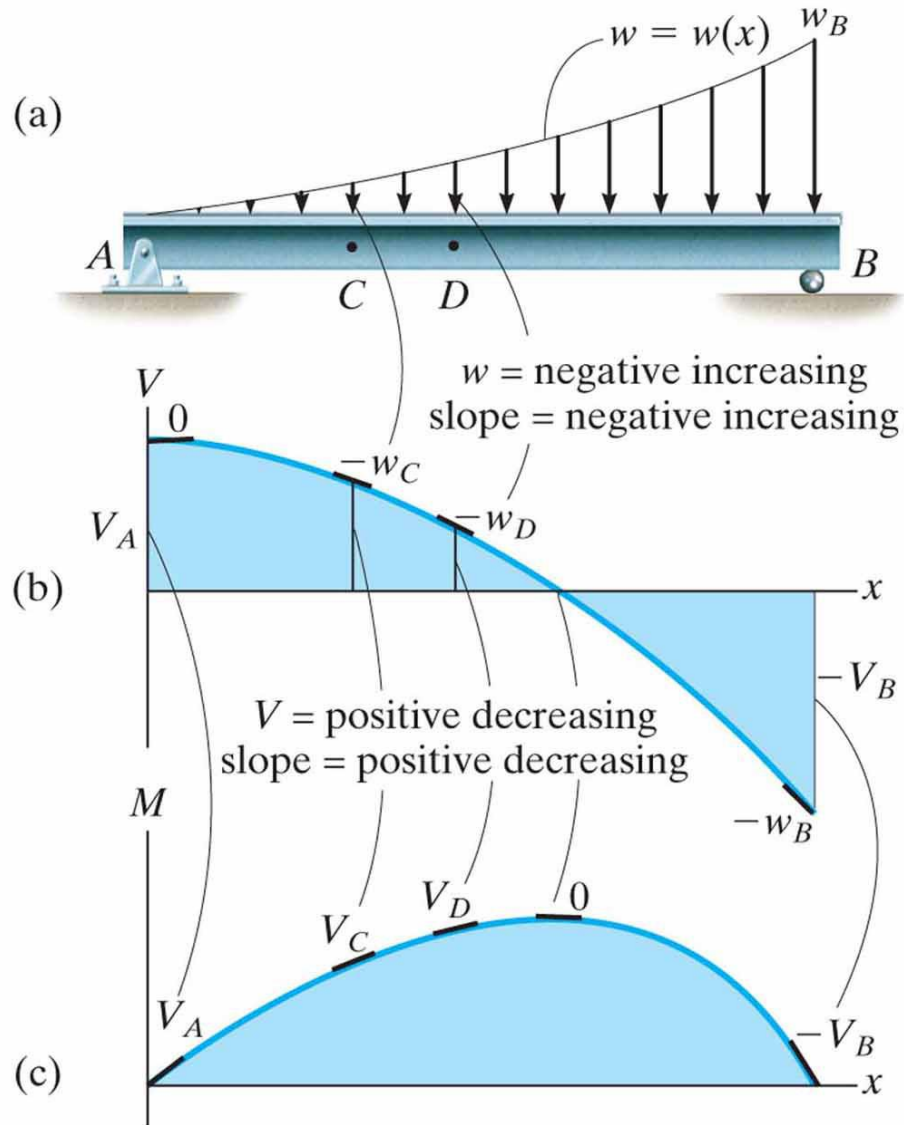 w = w(x)
w_B
(a)
A
C
D
B
w = negative increasing
slope = negative increasing
V
0
−w_C
−w_D
V_A
(b)
x
−V_B
V = positive decreasing
slope = positive decreasing
M
−w_B
V_D
0
V_C
V_A
−V_B
(c)
x